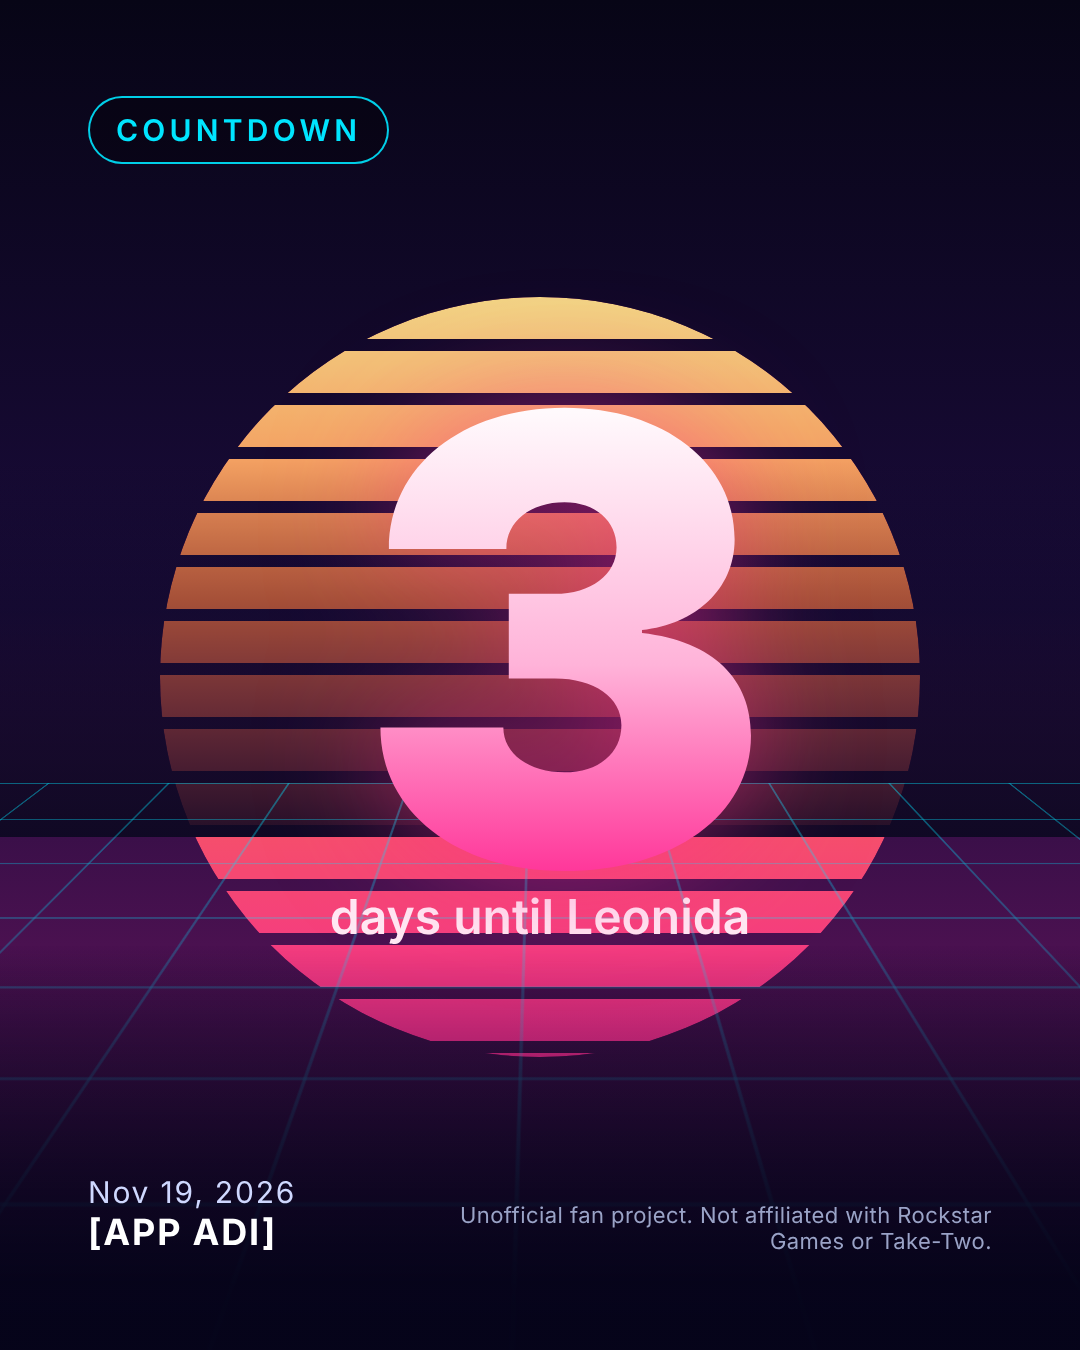 COUNTDOWN
3
days until Leonida
Nov 19, 2026
[APP ADI]
Unofficial fan project. Not affiliated with Rockstar
Games or Take-Two.